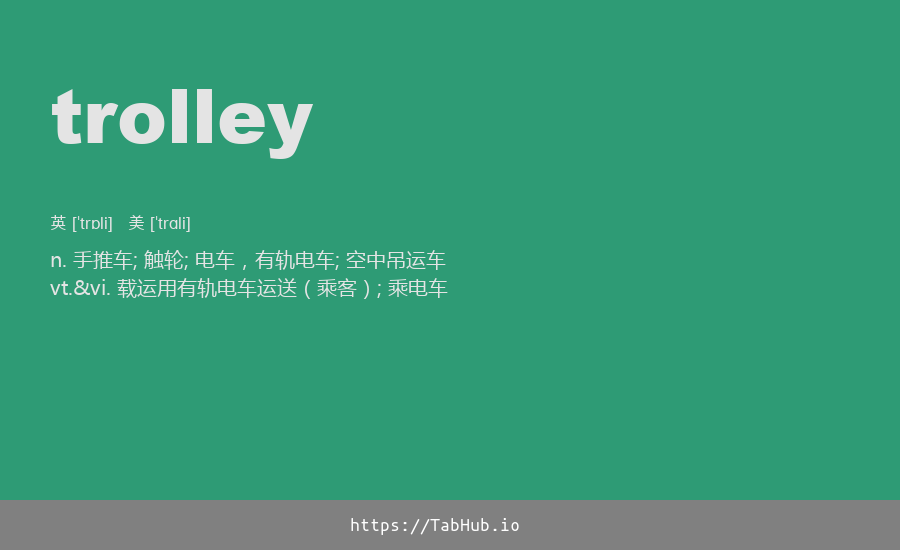 trolley
英 [ˈtrɒli] 美 [ˈtrɑli]
n. 手推车; 触轮; 电车，有轨电车; 空中吊运车
vt.&vi. 载运用有轨电车运送（乘客）; 乘电车
https://TabHub.io